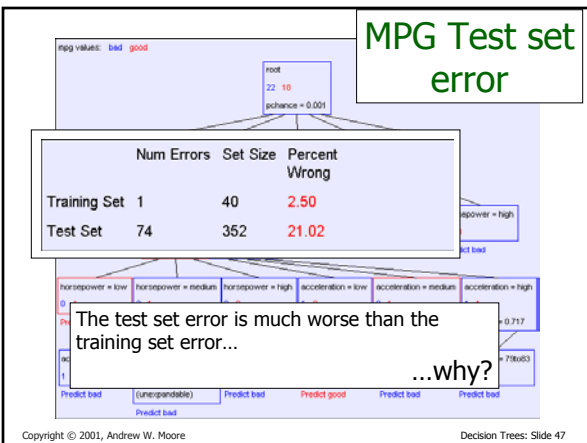 MPG Test set
error
mpg values: bad good
root
22 18
pchance = 0.001
Num Errors Set Size Percent
Wrong
Training Set 1 40 2.50
Test Set 74 352 21.02
horsepower = low horsepower = medium horsepower = high acceleration = low acceleration = medium acceleration = high
The test set error is much worse than the
training set error…
…why?
Predict bad (unexpandable) Predict bad Predict good Predict bad Predict bad
Predict bad
Copyright © 2001, Andrew W. Moore Decision Trees: Slide 47